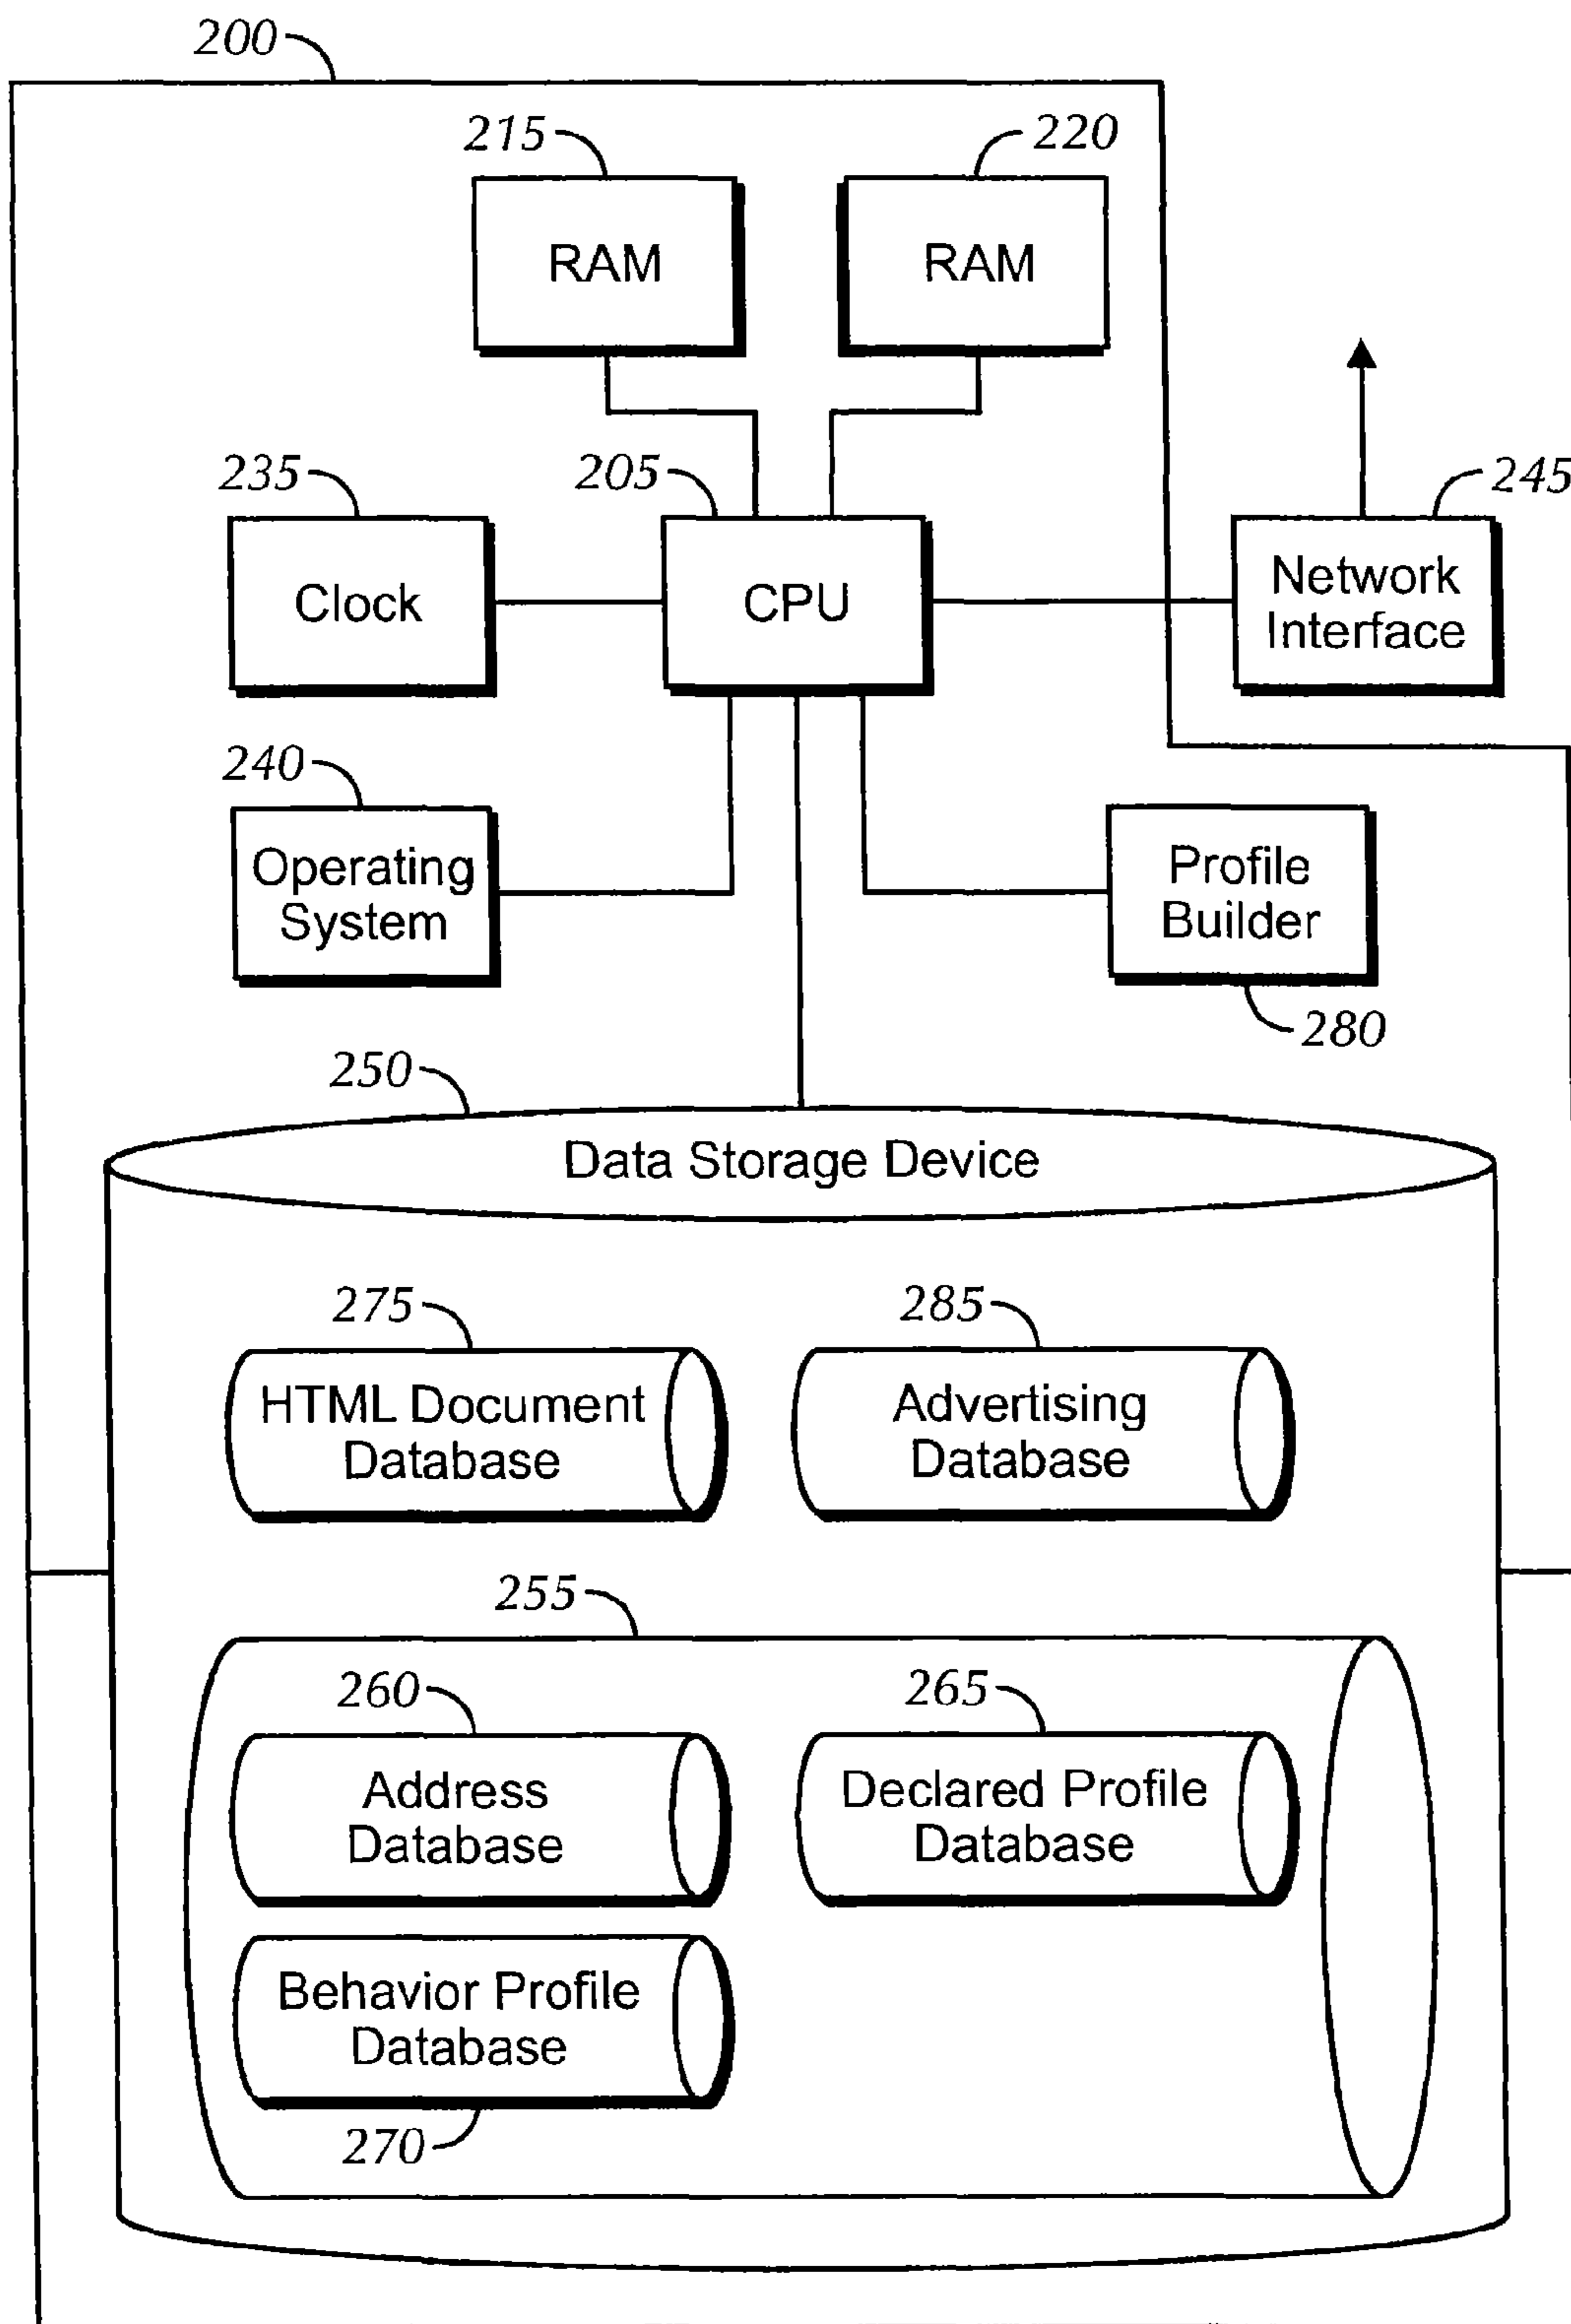 200
215
220
RAM
RAM
235
205
245
Clock
CPU
Network
Interface
240
Operating
System
Profile
Builder
280
250
Data Storage Device
275
285
HTML Document
Database
Advertising
Database
255
260
265
Address
Database
Declared Profile
Database
Behavior Profile
Database
270